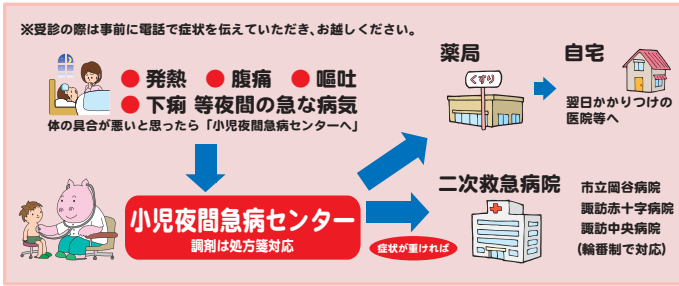 ※受診の際は事前に電話で症状を伝えていただき、お越しください。
●発熱 ●腹痛 ●嘔吐
●下痢 等夜間の急な病気
体の具合が悪いと思ったら「小児夜間急病センターへ」
小児夜間急病センター
調剤は処方箋対応
薬局
くすり
自宅
翌日かかりつけの
医院等へ
症状が重ければ
二次救急病院
市立岡谷病院
諏訪赤十字病院
諏訪中央病院
(輪番制で対応)